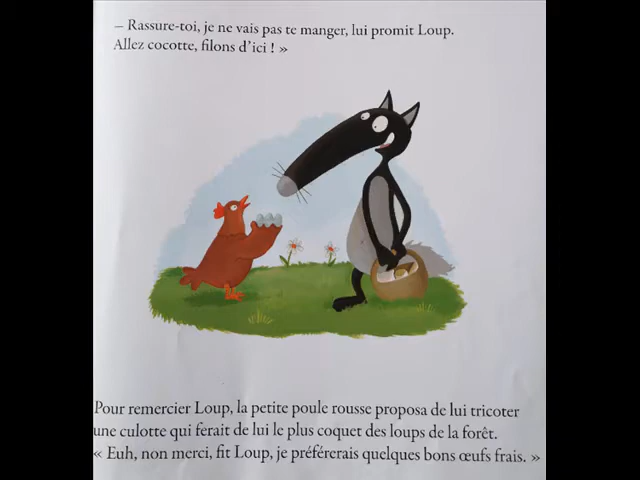 – Rassure-toi, je ne vais pas te manger, lui promit Loup.
Allez cocotte, filons d'ici ! »
Pour remercier Loup, la petite poule rousse proposa de lui tricoter
une culotte qui ferait de lui le plus coquet des loups de la forêt.
« Euh, non merci, fit Loup, je préférerais quelques bons œufs frais. »